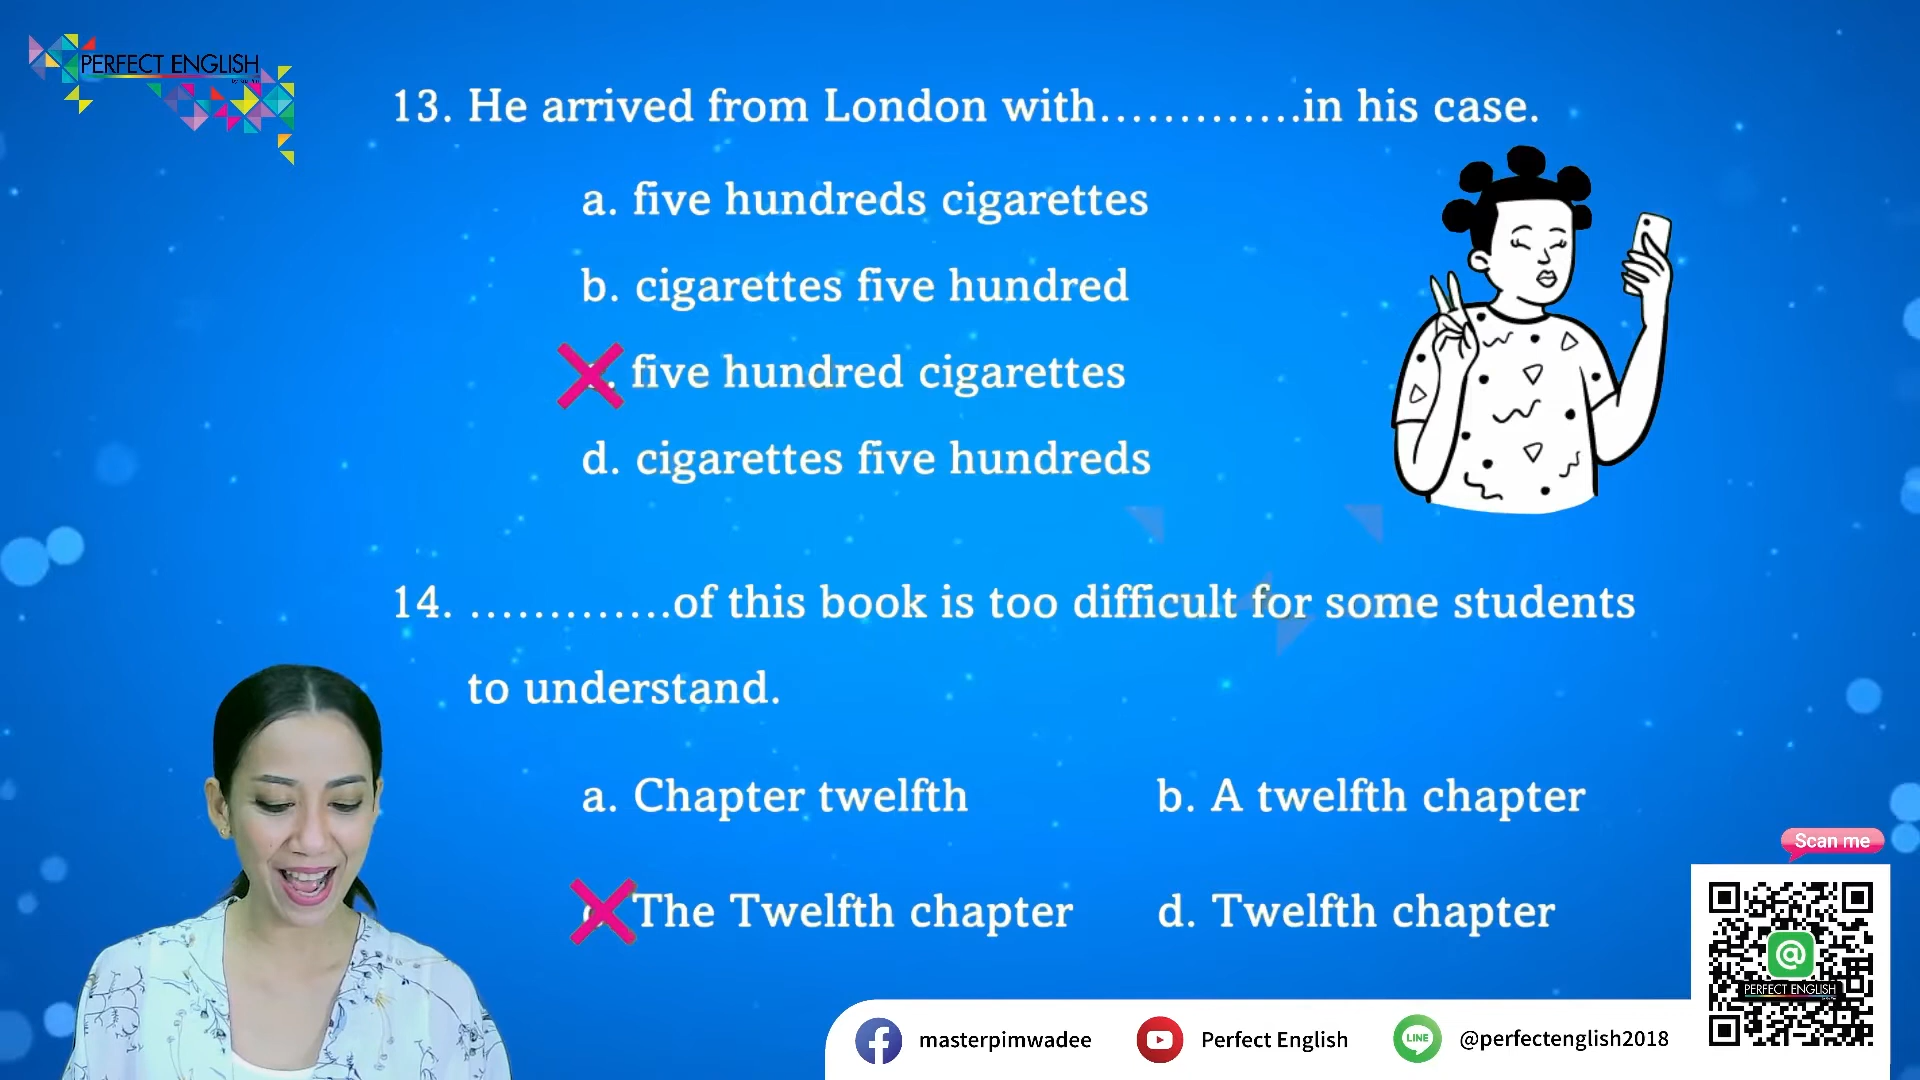 PERFECT ENGLISH
13. He arrived from London with.............in his case.
a. five hundreds cigarettes
b. cigarettes five hundred
five hundred cigarettes
d. cigarettes five hundreds
14. .............of this book is too difficult for some students
to understand.
a. Chapter twelfth
b. A twelfth chapter
The Twelfth chapter
d. Twelfth chapter
Scan me
PERFECT ENGLISH
masterpimwadee
Perfect English
LINE
@perfectenglish2018